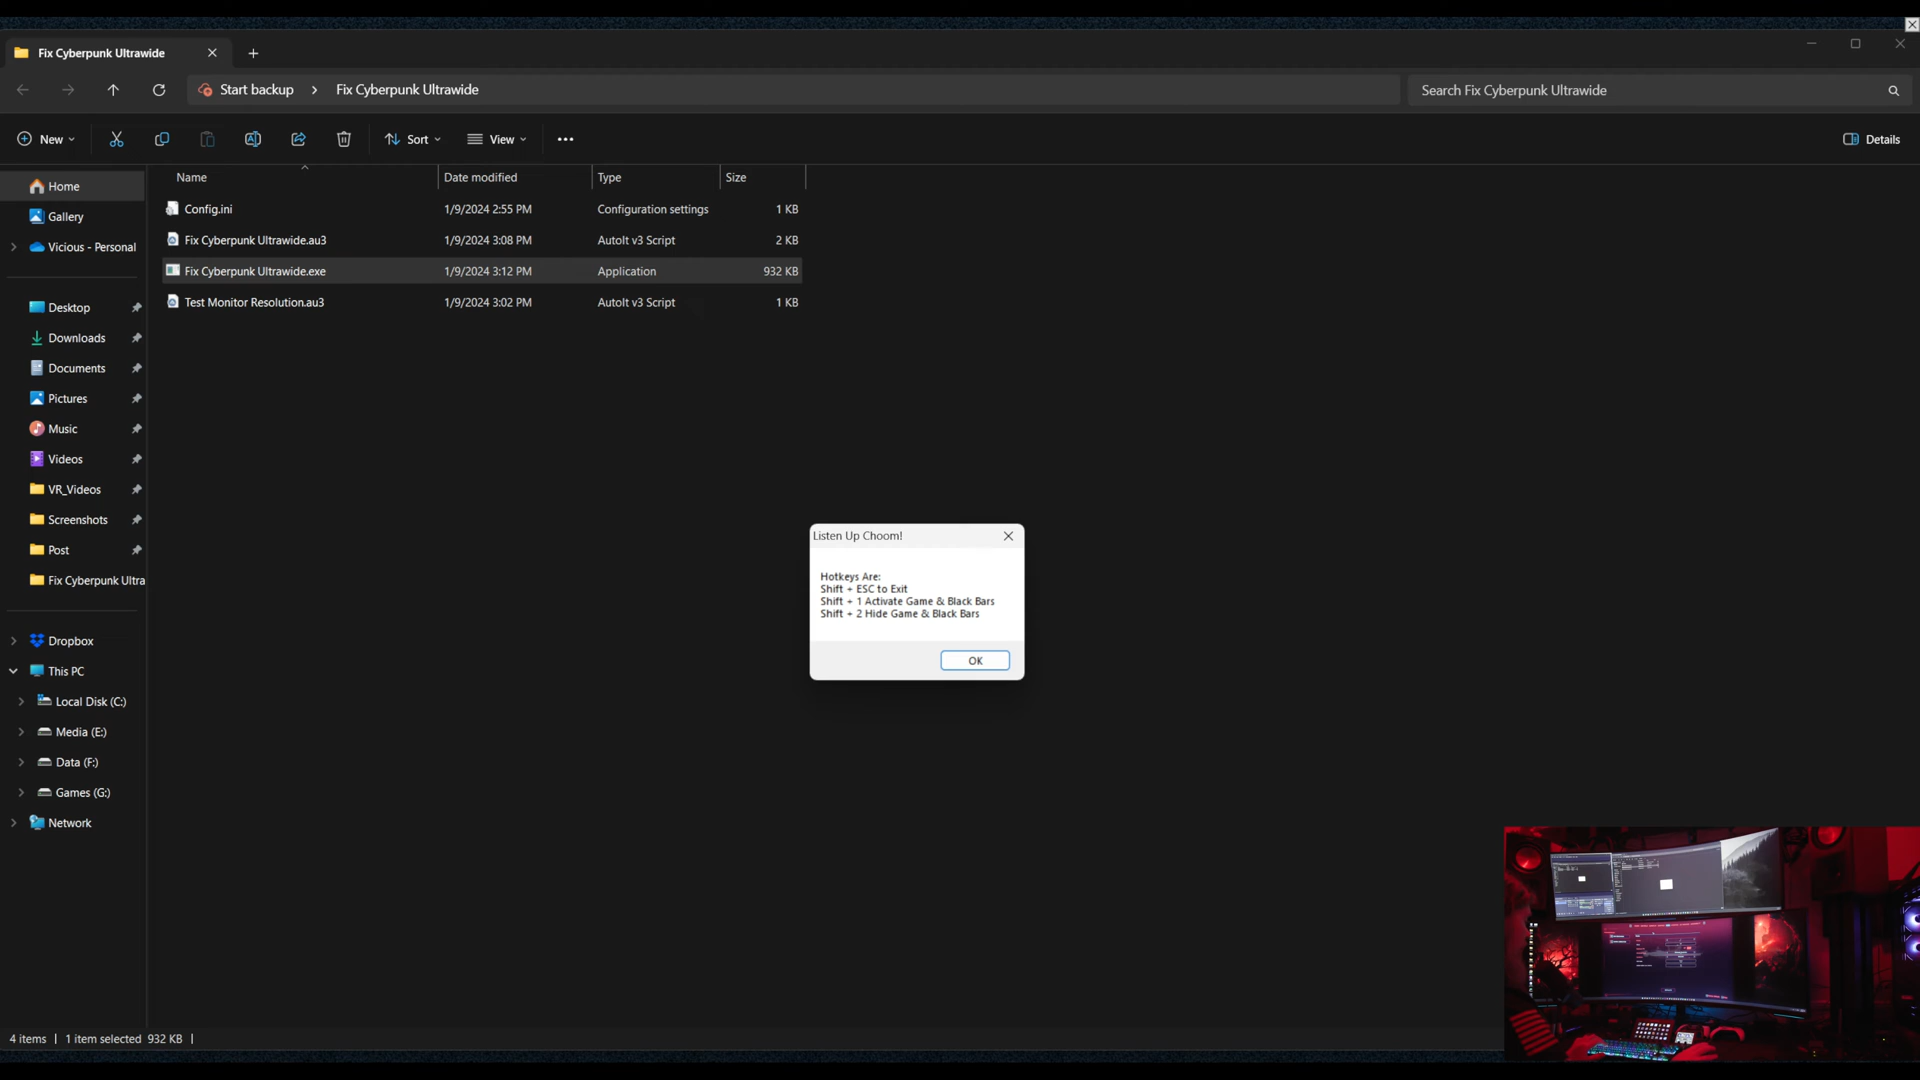 Fix Cyberpunk Ultrawide
Start backup > Fix Cyberpunk Ultrawide
Search Fix Cyberpunk Ultrawide
New
Sort
View
Details
Name
Date modified
Type
Size
Config.ini
1/9/2024 2:55 PM
Configuration settings
1 KB
Fix Cyberpunk Ultrawide.au3
1/9/2024 3:08 PM
AutoIt v3 Script
2 KB
Fix Cyberpunk Ultrawide.exe
1/9/2024 3:12 PM
Application
932 KB
Test Monitor Resolution.au3
1/9/2024 3:02 PM
AutoIt v3 Script
1 KB
Home
Gallery
Vicious - Personal
Desktop
Downloads
Documents
Pictures
Music
Videos
VR_Videos
Screenshots
Post
Fix Cyberpunk Ultra
Dropbox
This PC
Local Disk (C:)
Media (E:)
Data (F:)
Games (G:)
Network
Listen Up Choom!
Hotkeys Are:
Shift + ESC to Exit
Shift + 1 Activate Game & Black Bars
Shift + 2 Hide Game & Black Bars
OK
4 items
1 item selected 932 KB